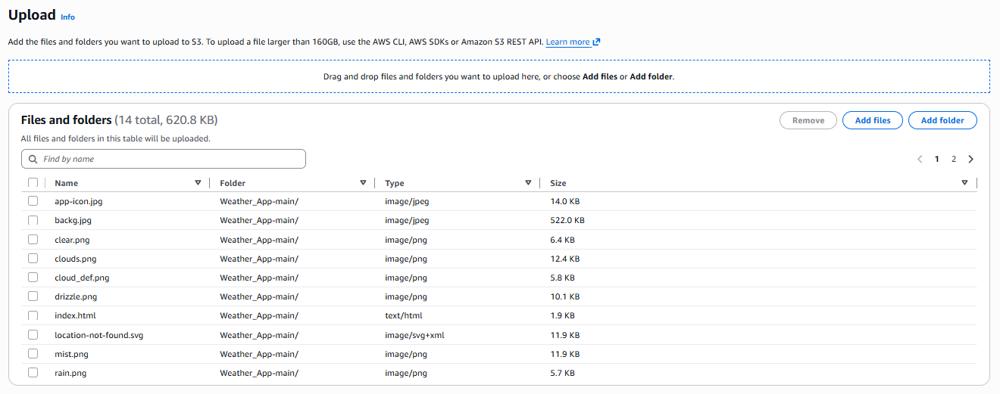 Upload Info
Add the files and folders you want to upload to S3. To upload a file larger than 160GB, use the AWS CLI, AWS SDKs or Amazon S3 REST API. Learn more
Drag and drop files and folders you want to upload here, or choose Add files or Add folder.
Files and folders (14 total, 620.8 KB)
Remove Add files Add folder
All files and folders in this table will be uploaded.
Find by name
1 2
Name Folder Type Size
app-icon.jpg Weather_App-main/ image/jpeg 14.0 KB
backg.jpg Weather_App-main/ image/jpeg 522.0 KB
clear.png Weather_App-main/ image/png 6.4 KB
clouds.png Weather_App-main/ image/png 12.4 KB
cloud_def.png Weather_App-main/ image/png 5.8 KB
drizzle.png Weather_App-main/ image/png 10.1 KB
index.html Weather_App-main/ text/html 1.9 KB
location-not-found.svg Weather_App-main/ image/svg+xml 11.9 KB
mist.png Weather_App-main/ image/png 11.9 KB
rain.png Weather_App-main/ image/png 5.7 KB